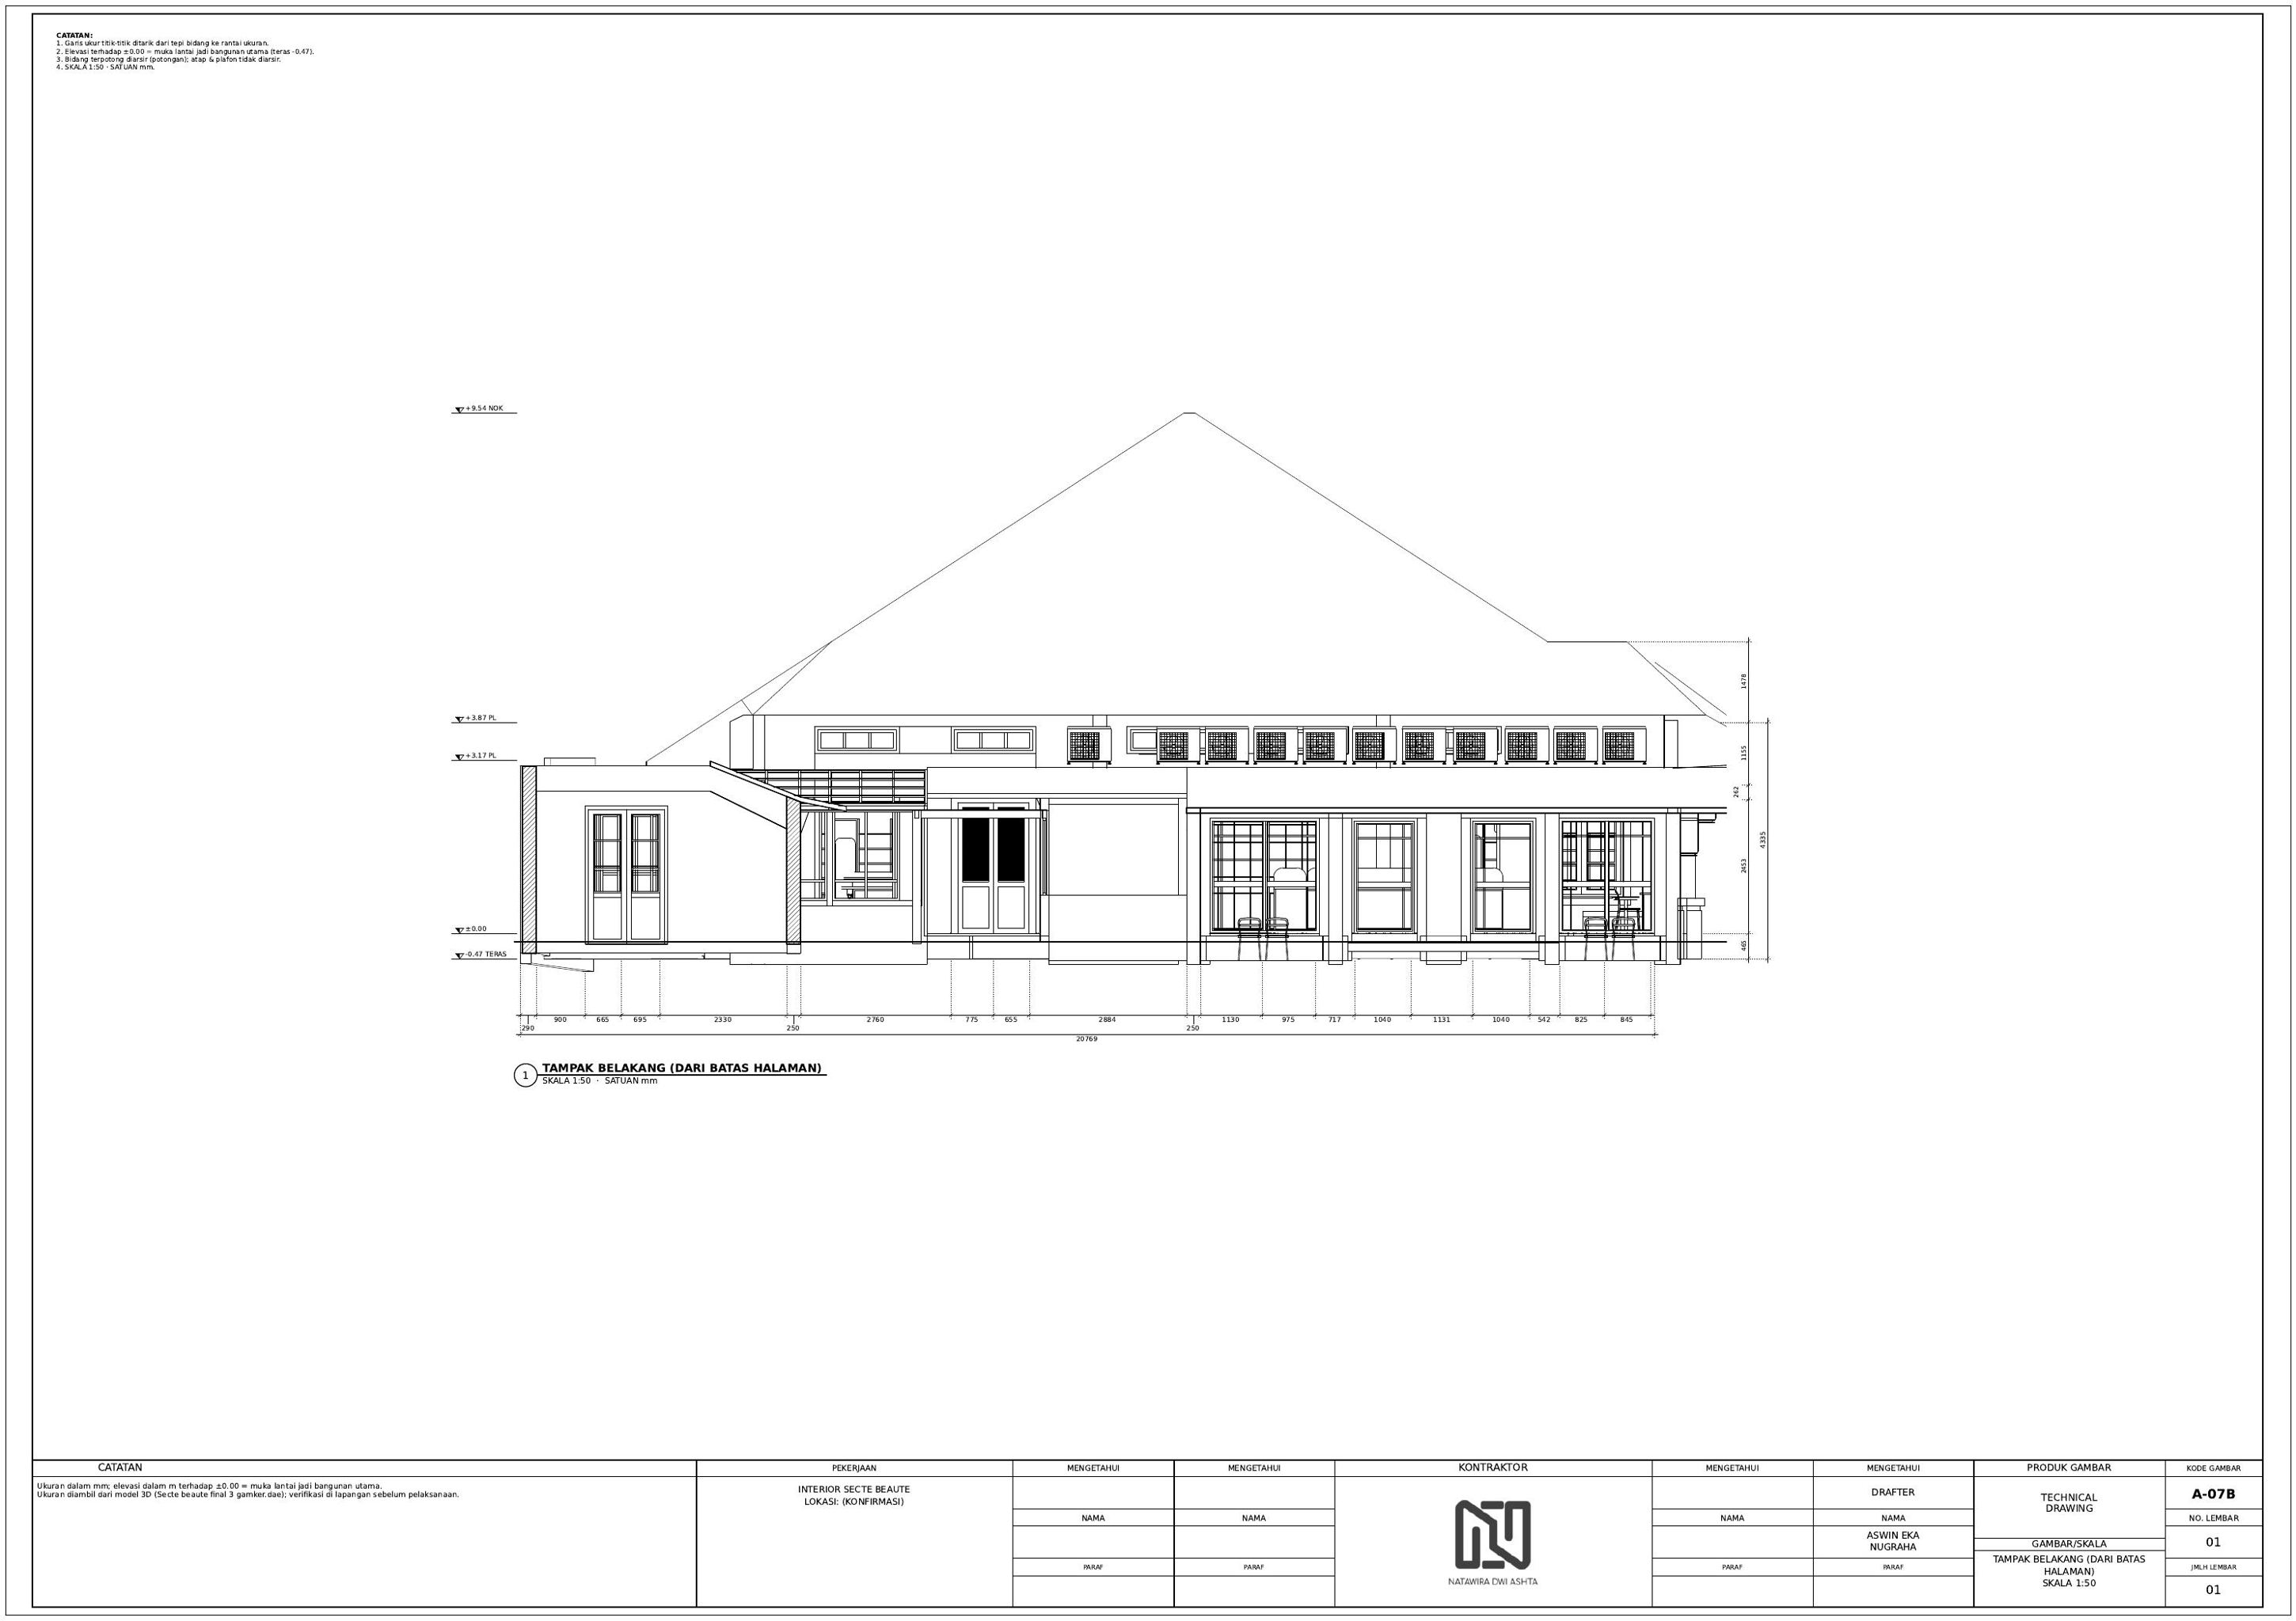 CATATAN:
1. Garis ukur titik-titik ditarik dari tepi bidang ke rantai ukuran.
2. Elevasi terhadap ±0.00 = muka lantai jadi bangunan utama (teras -0.47).
3. Bidang terpotong diarsir (potongan); atap & plafon tidak diarsir.
4. SKALA 1:50 · SATUAN mm.
+9.54 NOK
+3.87 PL
+3.17 PL
±0.00
-0.47 TERAS
1478
1155
262
2453
465
4335
290
900
665
695
2330
250
2760
775
655
2884
250
1130
975
717
1040
1131
1040
542
825
845
20769
1
TAMPAK BELAKANG (DARI BATAS HALAMAN)
SKALA 1:50 · SATUAN mm
CATATAN
Ukuran dalam mm; elevasi dalam m terhadap ±0.00 = muka lantai jadi bangunan utama.
Ukuran diambil dari model 3D (Secte beaute final 3 gamker.dae); verifikasi di lapangan sebelum pelaksanaan.
PEKERJAAN
INTERIOR SECTE BEAUTE
LOKASI: (KONFIRMASI)
MENGETAHUI
NAMA
PARAF
MENGETAHUI
NAMA
PARAF
KONTRAKTOR
NATAWIRA DWI ASHTA
MENGETAHUI
NAMA
PARAF
MENGETAHUI
DRAFTER
NAMA
ASWIN EKA
NUGRAHA
PARAF
PRODUK GAMBAR
TECHNICAL
DRAWING
GAMBAR/SKALA
TAMPAK BELAKANG (DARI BATAS
HALAMAN)
SKALA 1:50
KODE GAMBAR
A-07B
NO. LEMBAR
01
JMLH LEMBAR
01